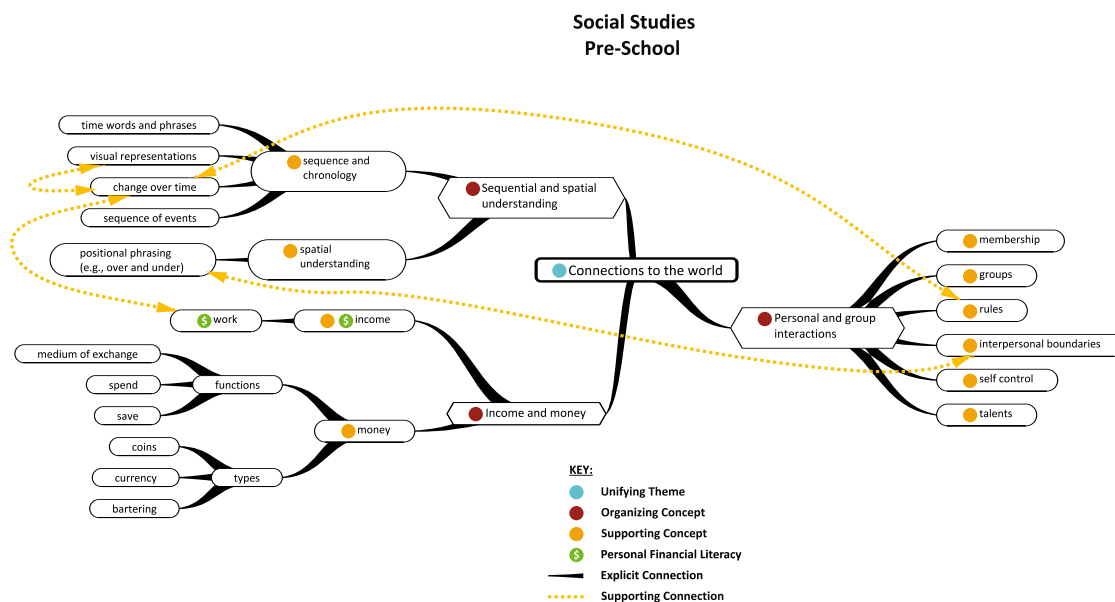 Social Studies
Pre-School
time words and phrases
visual representations
change over time
sequence of events
sequence and
chronology
positional phrasing
(e.g., over and under)
spatial
understanding
Sequential and spatial
understanding
Connections to the world
$ work
$ income
medium of exchange
spend
save
functions
coins
currency
bartering
types
money
Income and money
Personal and group
interactions
membership
groups
rules
interpersonal boundaries
self control
talents
KEY:
Unifying Theme
Organizing Concept
Supporting Concept
$ Personal Financial Literacy
Explicit Connection
Supporting Connection